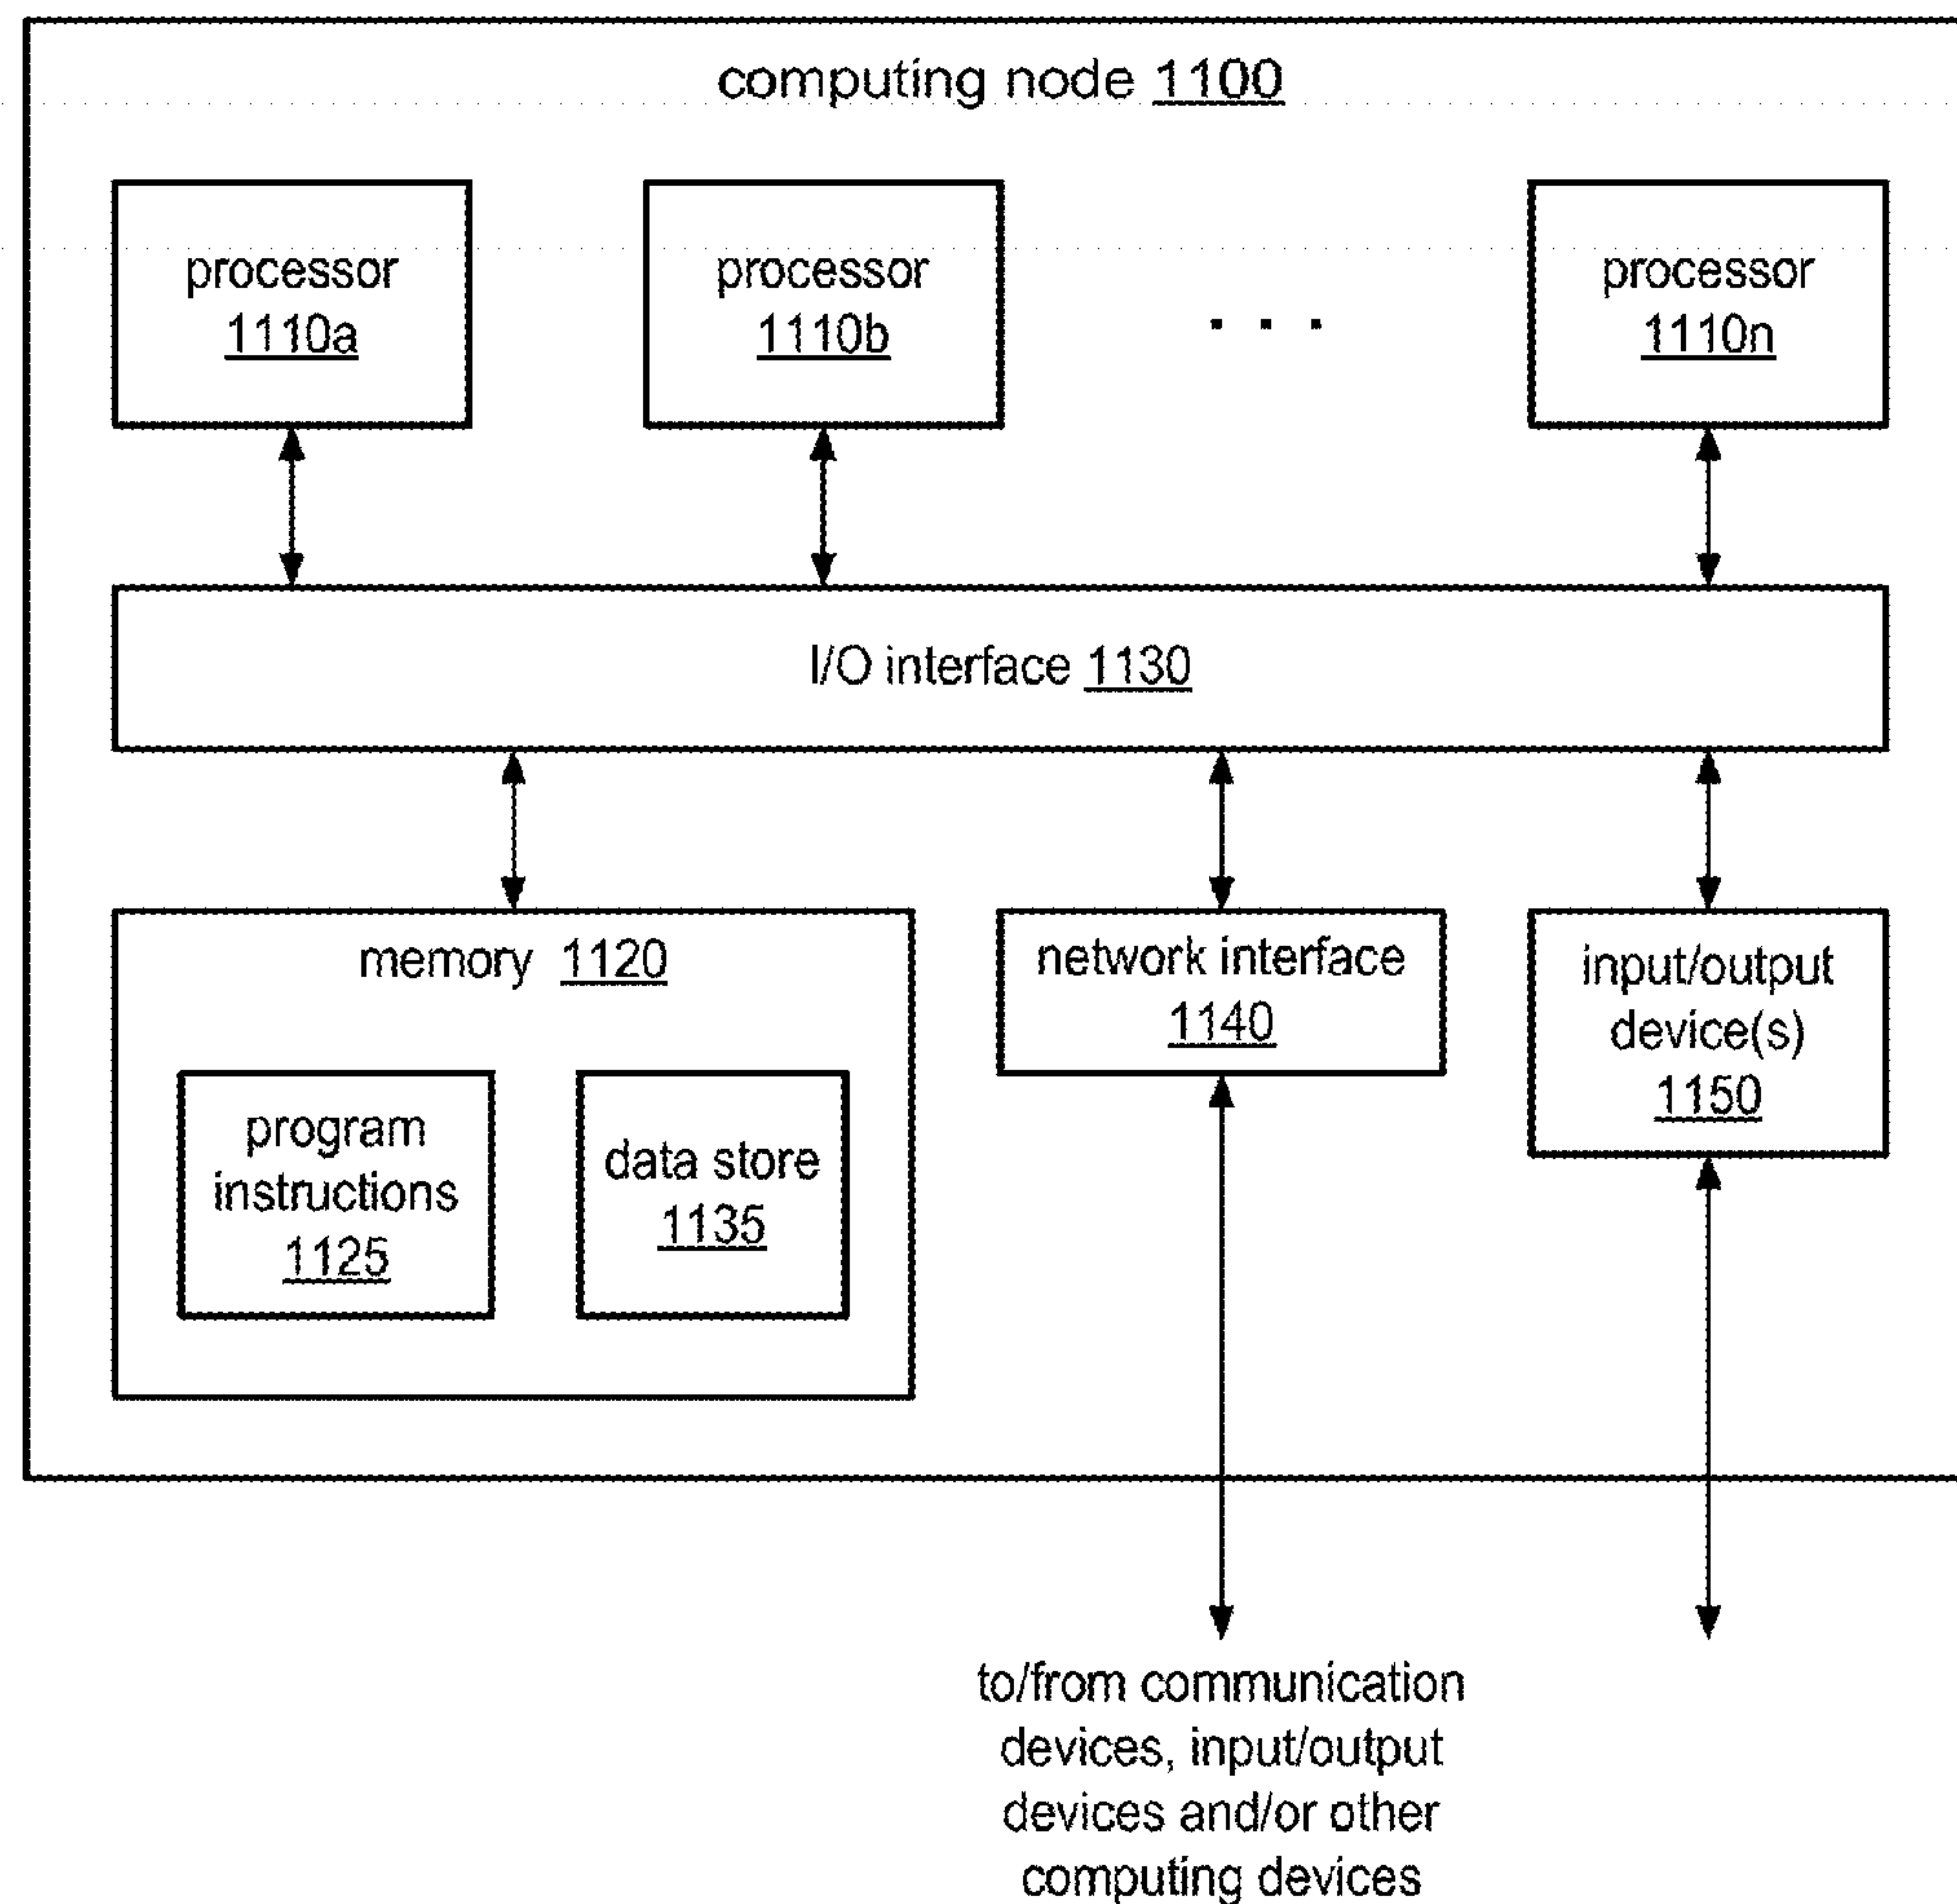 computing node 1100
processor
1110a
processor
1110b
. . .
processor
1110n
I/O interface 1130
memory 1120
program
instructions
1125
data store
1135
network interface
1140
input/output
device(s)
1150
to/from communication
devices, input/output
devices and/or other
computing devices